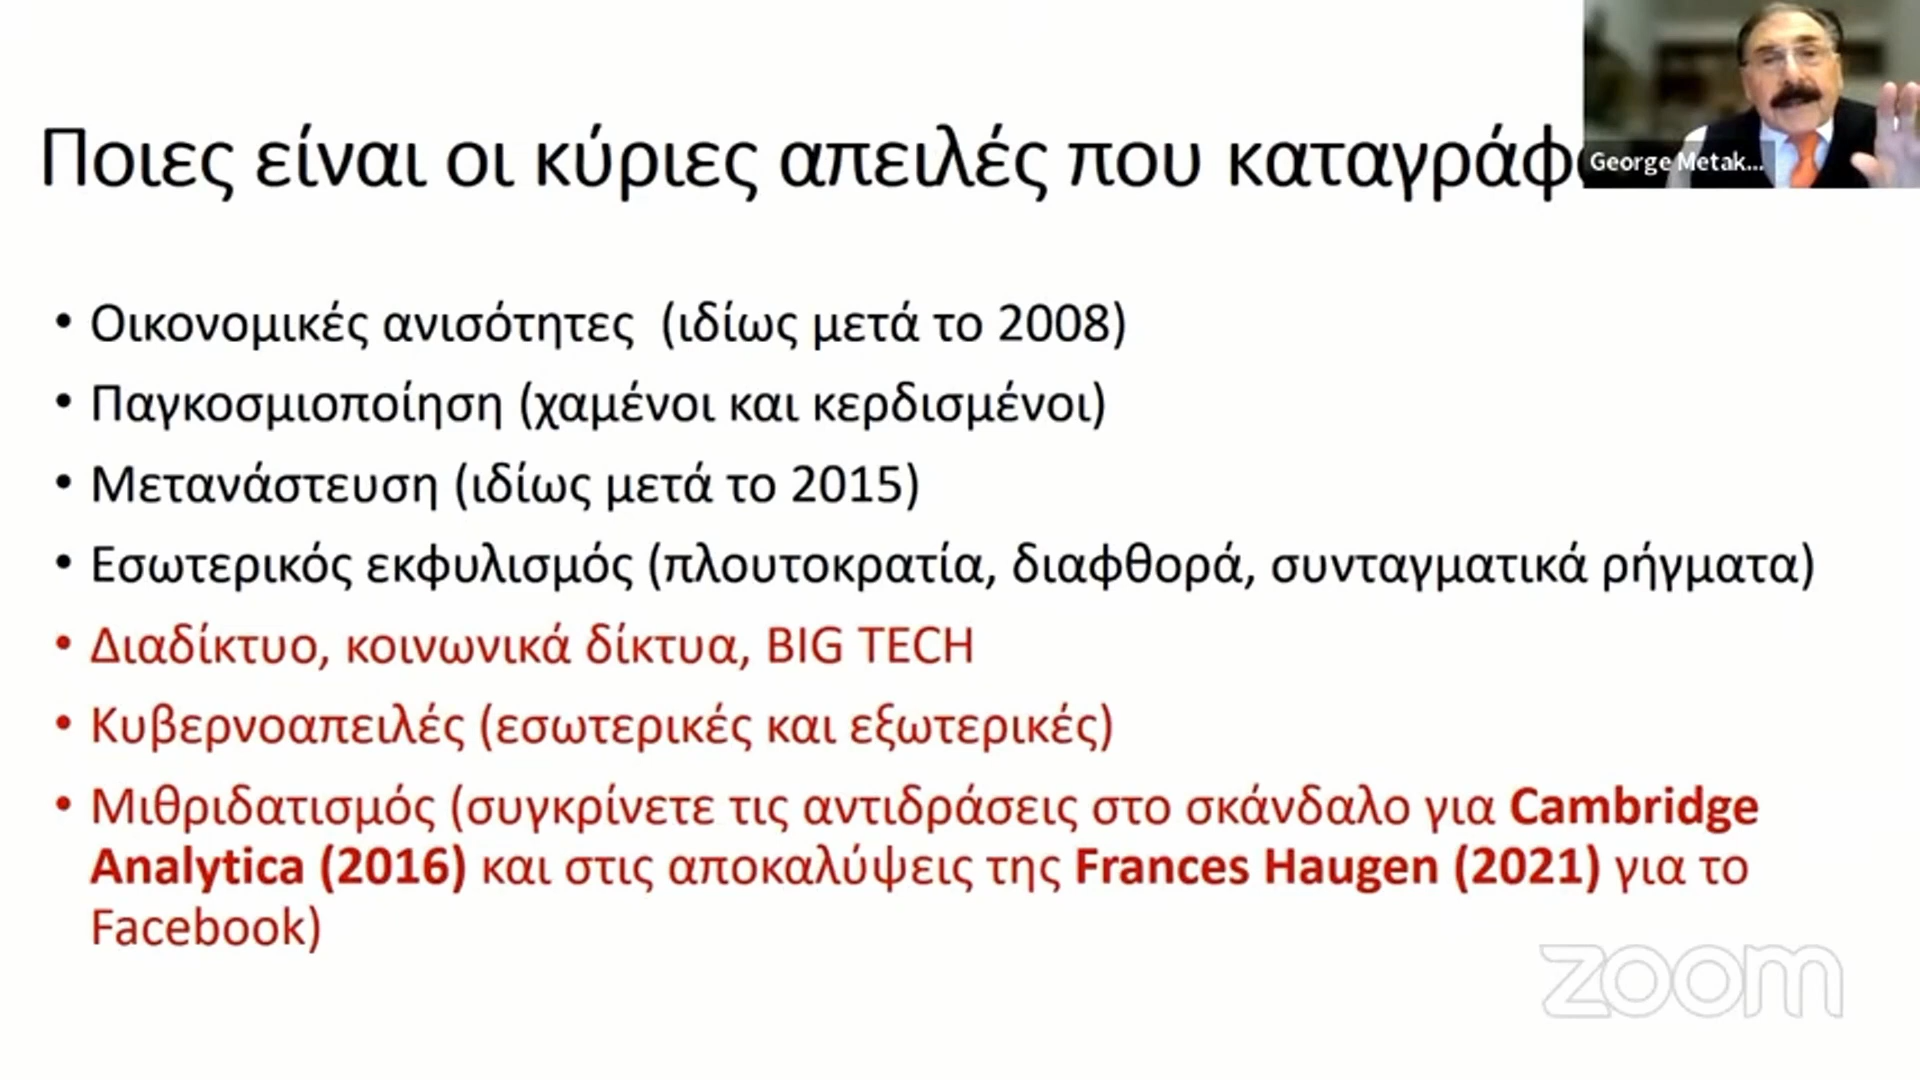 Ποιες είναι οι κύριες απειλές που
George Metak...
• Οικονομικές ανισότητες (ιδίως μετά το 2008)
• Παγκοσμιοποίηση (χαμένοι και κερδισμένοι)
• Μετανάστευση (ιδίως μετά το 2015)
• Εσωτερικός εκφυλισμός (πλουτοκρατία, διαφθορά, συνταγματικά ρήγματα)
• Διαδίκτυο, κοινωνικά δίκτυα, BIG TECH
• Κυβερνοαπειλές (εσωτερικές και εξωτερικές)
• Μιθριδατισμός (συγκρίνετε τις αντιδράσεις στο σκάνδαλο για Cambridge
Analytica (2016) και στις αποκαλύψεις της Frances Haugen (2021) για το
Facebook)
zoom